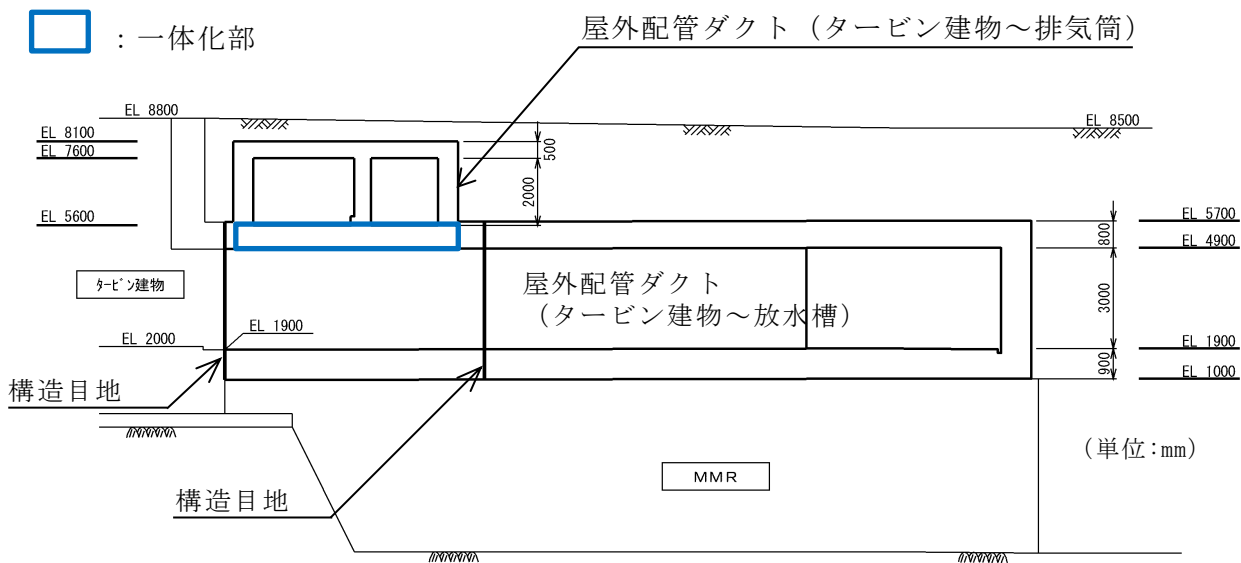 ：一体化部
屋外配管ダクト（タービン建物～排気筒）
EL 8800
EL 8100
EL 7600
EL 8500
500
2000
EL 5600
EL 5700
800
EL 4900
ﾀｰﾋﾞﾝ建物
屋外配管ダクト
（タービン建物～放水槽）
3000
EL 1900
EL 2000
EL 1900
900
EL 1000
構造目地
（単位:mm）
MMR
構造目地